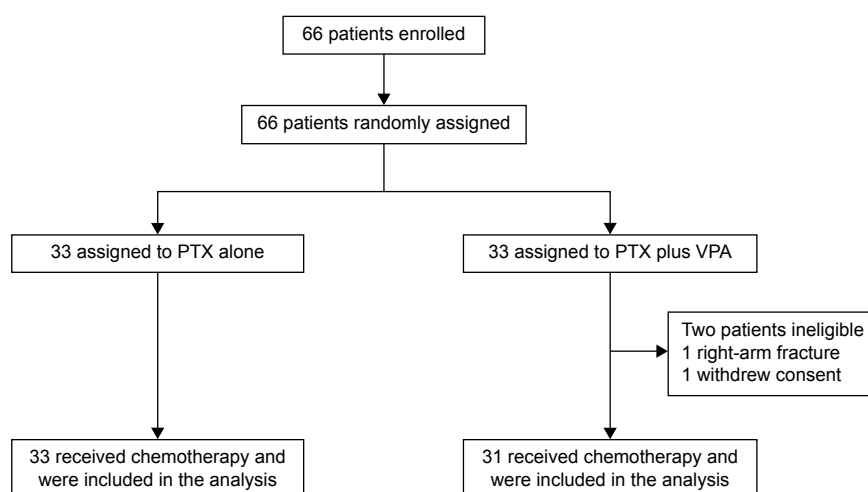 66 patients enrolled
66 patients randomly assigned
33 assigned to PTX alone
33 assigned to PTX plus VPA
Two patients ineligible
1 right-arm fracture
1 withdrew consent
33 received chemotherapy and
were included in the analysis
31 received chemotherapy and
were included in the analysis